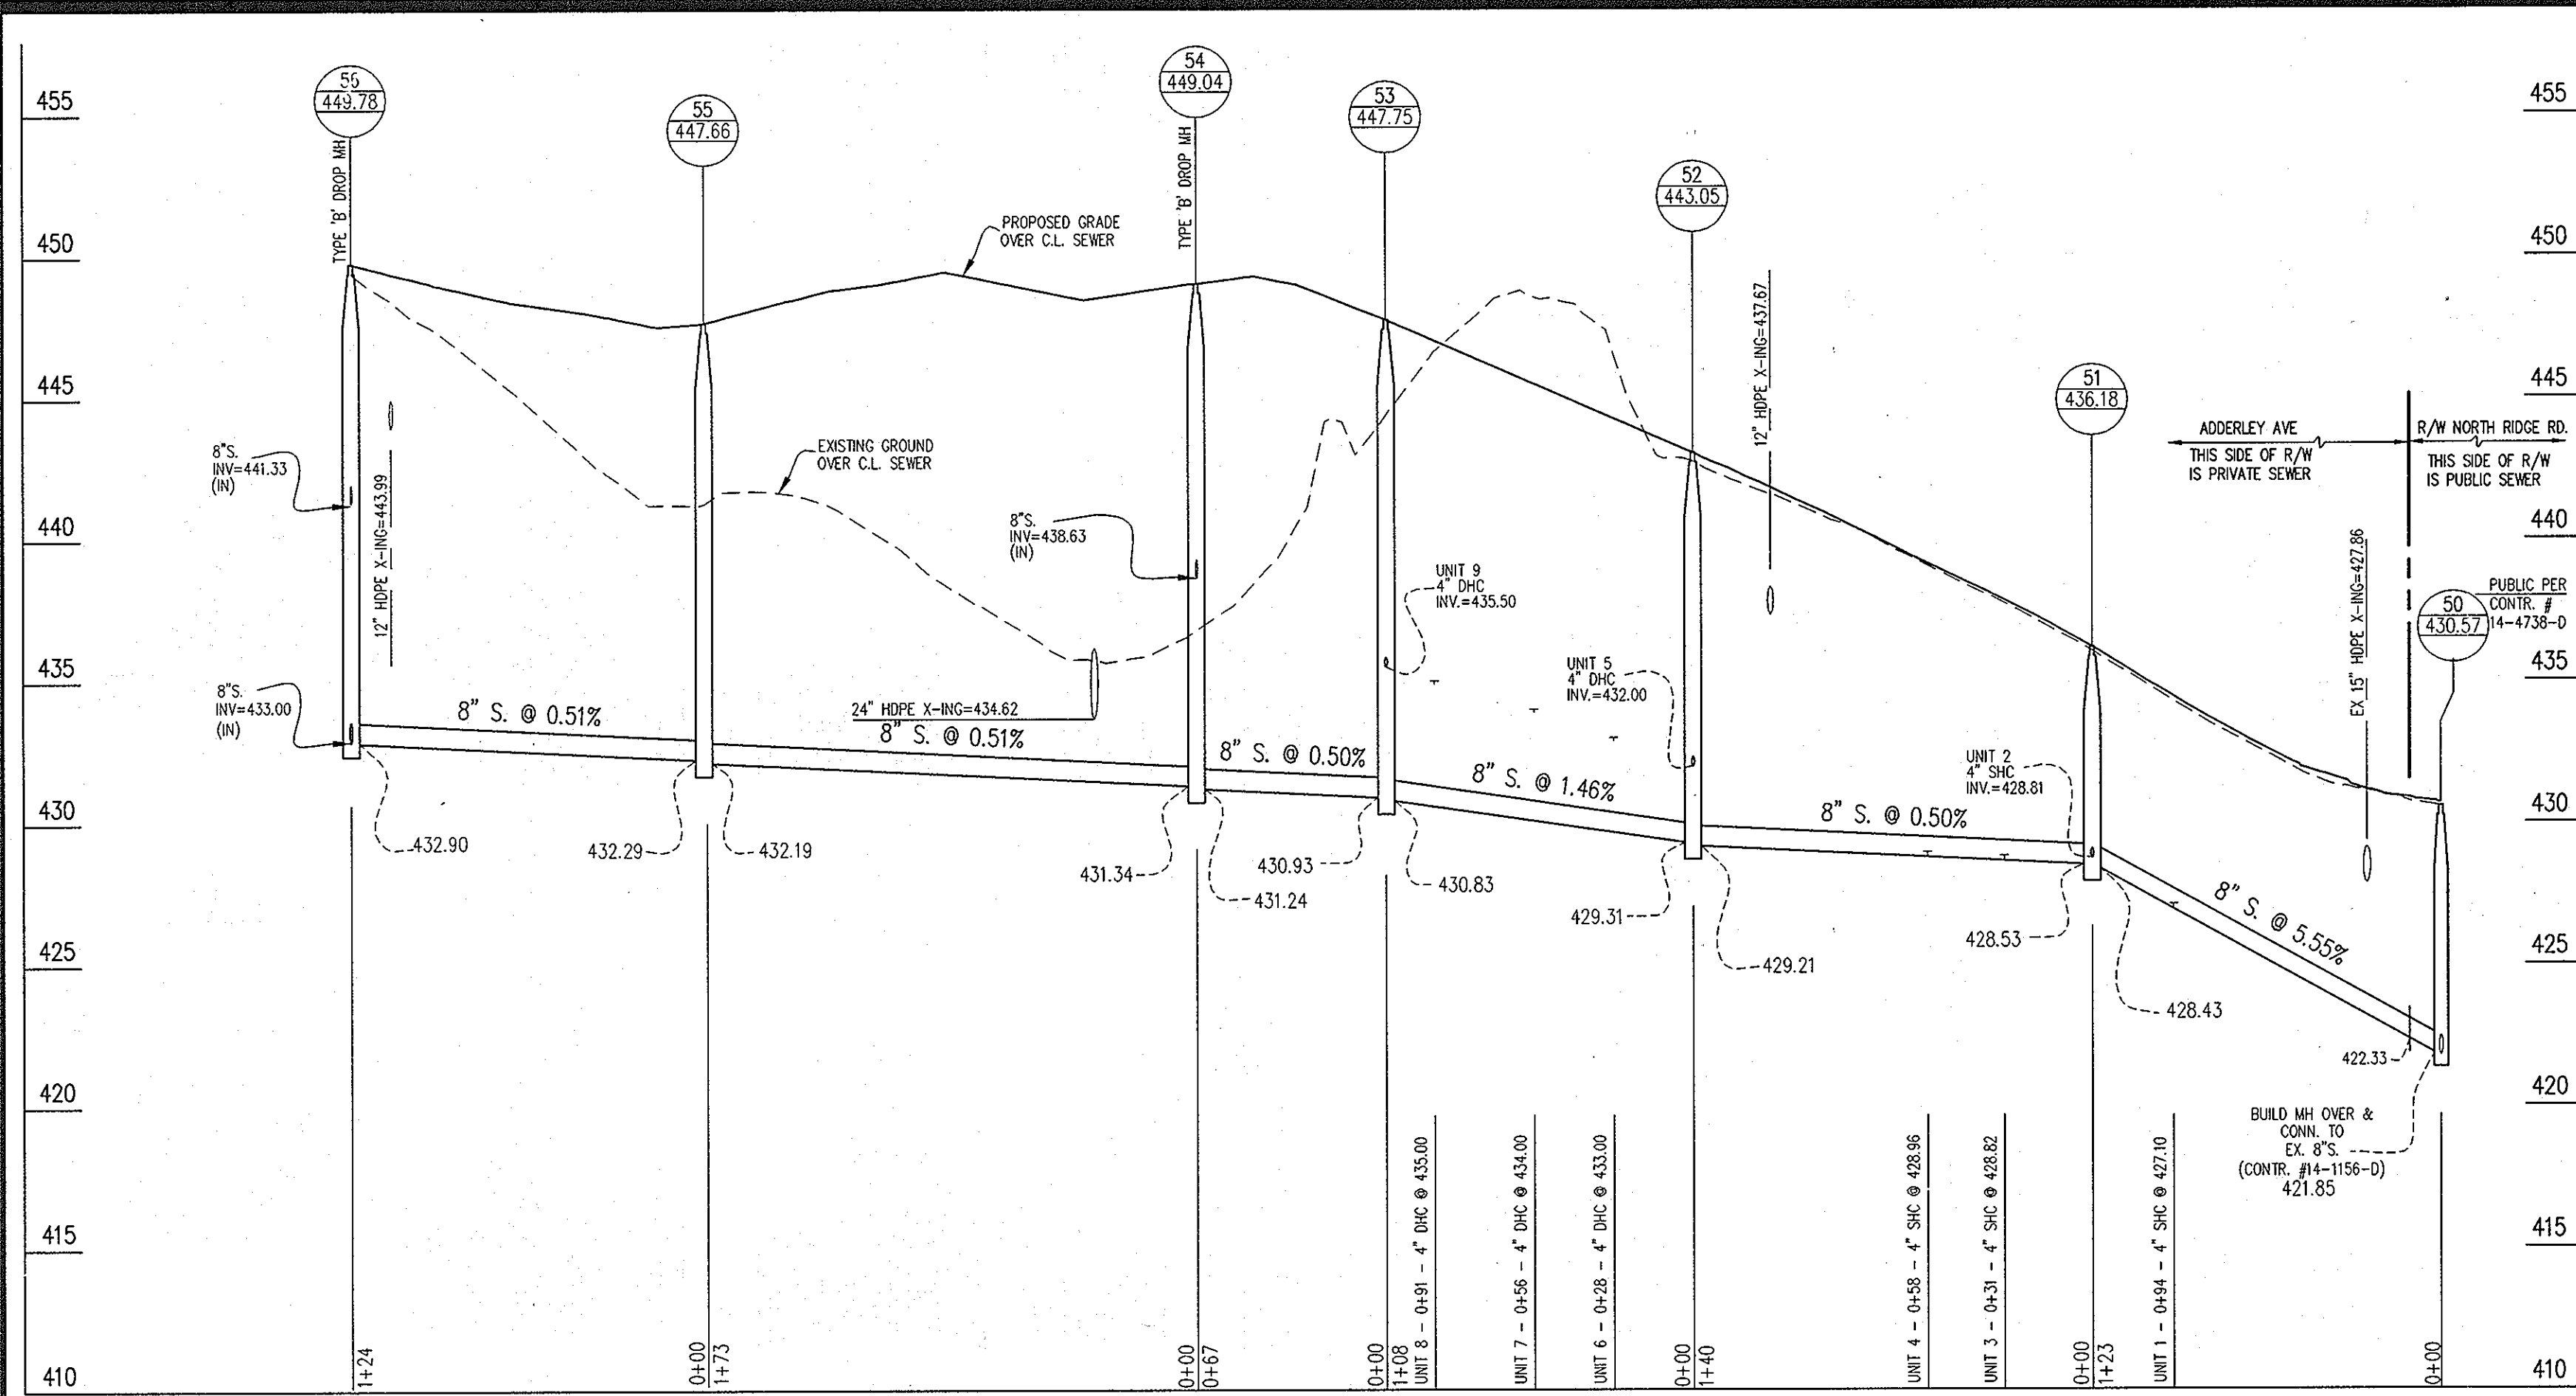 56
449.78
TYPE 'B' DROP MH
55
447.66
54
449.04
TYPE 'B' DROP MH
53
447.75
52
443.05
51
436.18
50
430.57
PUBLIC PER
CONTR. #
14-4738-D
455
450
445
440
435
430
425
420
415
410
455
450
445
440
435
430
425
420
415
410
PROPOSED GRADE
OVER C.L. SEWER
EXISTING GROUND
OVER C.L. SEWER
8"S.
INV=441.33
(IN)
12" HDPE X-ING=443.99
8"S.
INV=433.00
(IN)
8"S.
INV=438.63
(IN)
24" HDPE X-ING=434.62
UNIT 9
4" DHC
INV.=435.50
UNIT 5
4" DHC
INV.=432.00
12" HDPE X-ING=437.67
UNIT 2
4" SHC
INV.=428.81
ADDERLEY AVE
THIS SIDE OF R/W
IS PRIVATE SEWER
R/W NORTH RIDGE RD.
THIS SIDE OF R/W
IS PUBLIC SEWER
EX 15" HDPE X-ING=427.86
8" S. @ 0.51%
8" S. @ 0.51%
8" S. @ 0.50%
8" S. @ 1.46%
8" S. @ 0.50%
8" S. @ 5.55%
432.90
432.29
432.19
431.34
431.24
430.93
430.83
429.31
429.21
428.53
428.43
422.33
BUILD MH OVER &
CONN. TO
EX. 8"S.
(CONTR. #14-1156-D)
421.85
1+24
0+00
1+73
0+00
0+67
0+00
1+08
UNIT 8 - 0+91 - 4" DHC @ 435.00
UNIT 7 - 0+56 - 4" DHC @ 434.00
UNIT 6 - 0+28 - 4" DHC @ 433.00
0+00
1+40
UNIT 4 - 0+58 - 4" SHC @ 428.96
UNIT 3 - 0+31 - 4" SHC @ 428.82
0+00
1+23
UNIT 1 - 0+94 - 4" SHC @ 427.10
0+00